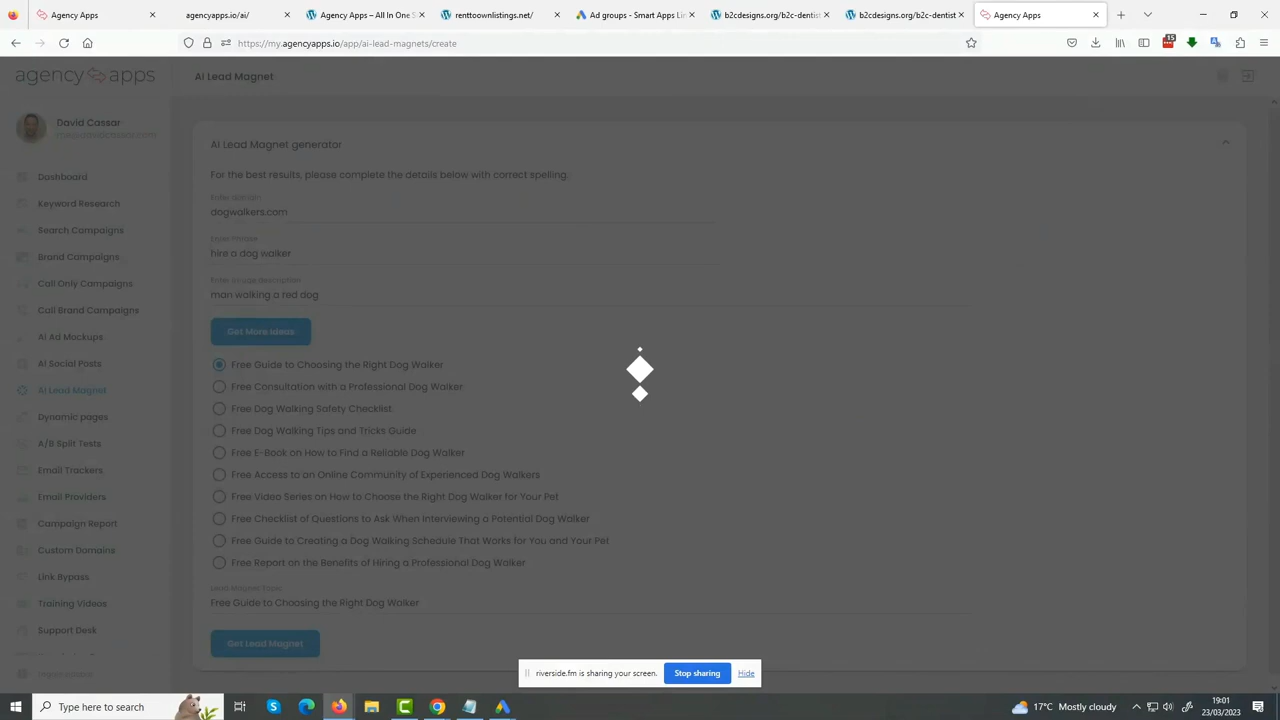 Agency Apps
agencyapps.io/ai/
Agency Apps – All In One S
renttoownlistings.net/
Ad groups - Smart Apps Lin
b2cdesigns.org/b2c-dentist
b2cdesigns.org/b2c-dentist
Agency Apps
https://my.agencyapps.io/app/ai-lead-magnets/create
15
agency apps
AI Lead Magnet
David Cassar
Dashboard
Keyword Research
Search Campaigns
Brand Campaigns
Call Only Campaigns
Call Brand Campaigns
AI Ad Mockups
AI Social Posts
AI Lead Magnet
Dynamic pages
A/B Split Tests
Email Trackers
Email Providers
Campaign Report
Custom Domains
Link Bypass
Training Videos
Support Desk
Ai Lead Magnet generator
For the best results, please complete the details below with correct spelling.
Enter domain
dogwalkers.com
Enter Phrase
hire a dog walker
Enter image description
man walking a red dog
Get More Ideas
Free Guide to Choosing the Right Dog Walker
Free Consultation with a Professional Dog Walker
Free Dog Walking Safety Checklist
Free Dog Walking Tips and Tricks Guide
Free E-Book on How to Find a Reliable Dog Walker
Free Access to an Online Community of Experienced Dog Walkers
Free Video Series on How to Choose the Right Dog Walker for Your Pet
Free Checklist of Questions to Ask When Interviewing a Potential Dog Walker
Free Guide to Creating a Dog Walking Schedule That Works for You and Your Pet
Free Report on the Benefits of Hiring a Professional Dog Walker
Lead Magnet Topic
Free Guide to Choosing the Right Dog Walker
Get Lead Magnet
riverside.fm is sharing your screen.
Stop sharing
Hide
Type here to search
17°C Mostly cloudy
19:01
23/03/2023